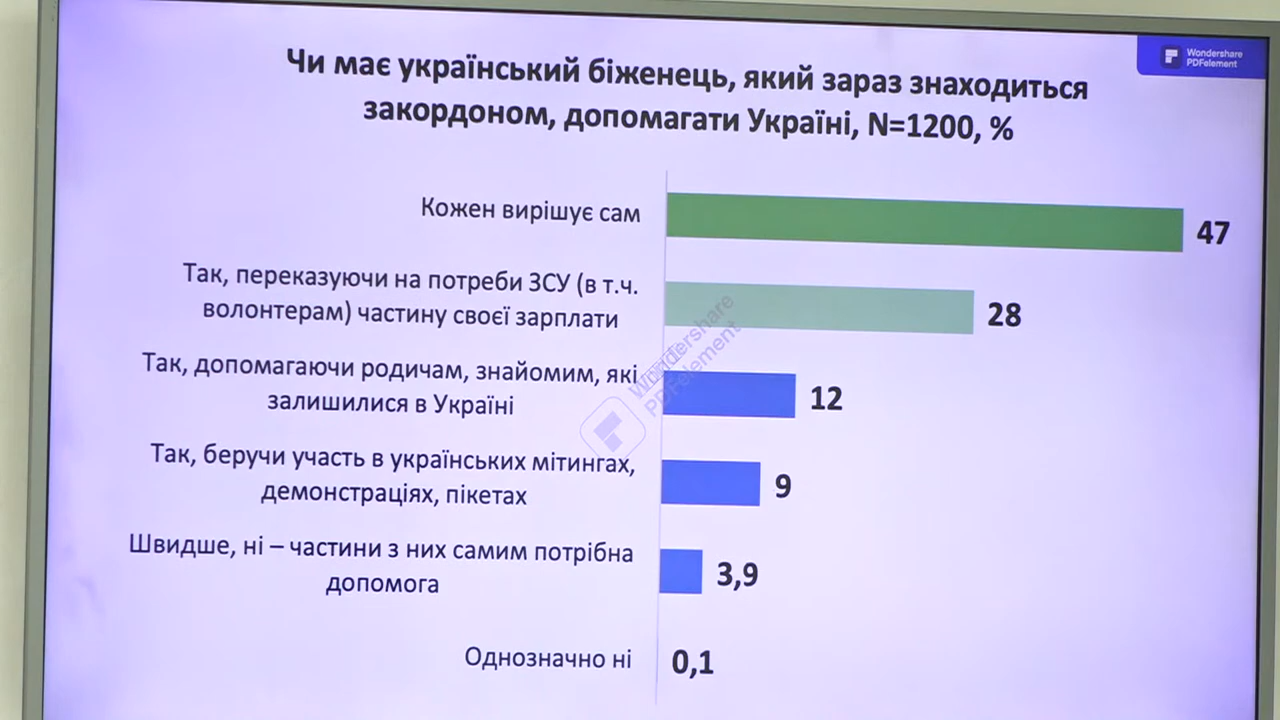 Чи має український біженець, який зараз знаходиться
закордоном, допомагати Україні, N=1200, %
Wondershare
PDFelement
Кожен вирішує сам
47
Так, переказуючи на потреби ЗСУ (в т.ч.
волонтерам) частину своєї зарплати
28
Так, допомагаючи родичам, знайомим, які
залишилися в Україні
12
Так, беручи участь в українських мітингах,
демонстраціях, пікетах
9
Швидше, ні – частини з них самим потрібна
допомога
3,9
Однозначно ні
0,1
Wondershare
PDFelement